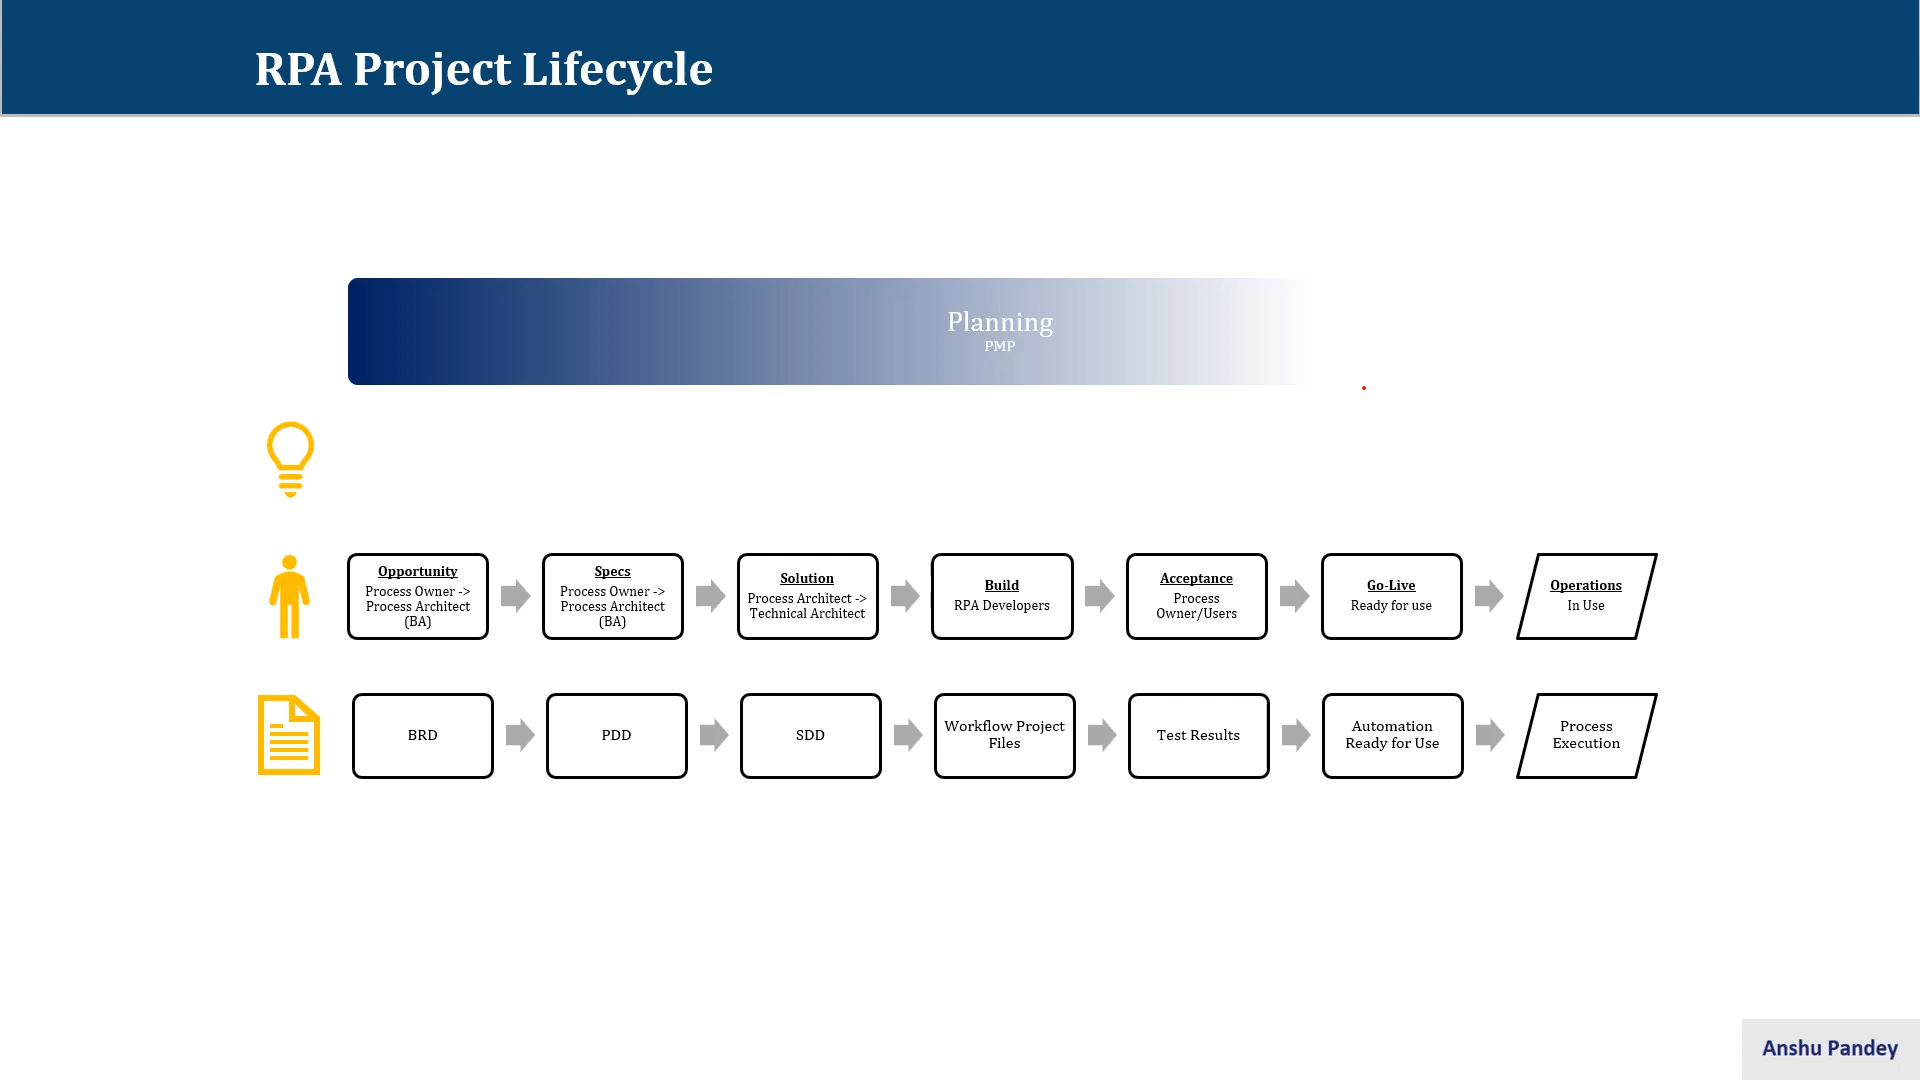 RPA Project Lifecycle
Planning
PMP
Opportunity
Process Owner ->
Process Architect
(BA)
Specs
Process Owner ->
Process Architect
(BA)
Solution
Process Architect ->
Technical Architect
Build
RPA Developers
Acceptance
Process
Owner/Users
Go-Live
Ready for use
Operations
In Use
BRD
PDD
SDD
Workflow Project
Files
Test Results
Automation
Ready for Use
Process
Execution
Anshu Pandey